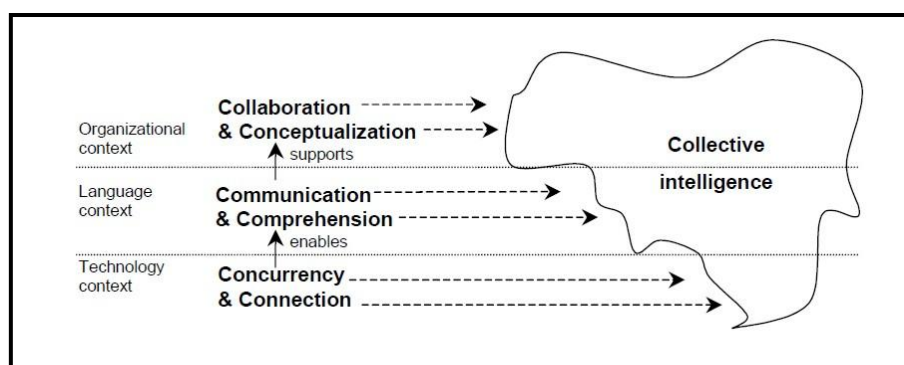 Collaboration
& Conceptualization
Organizational
context
supports
Collective
intelligence
Language
context
Communication
& Comprehension
enables
Technology
context
Concurrency
& Connection